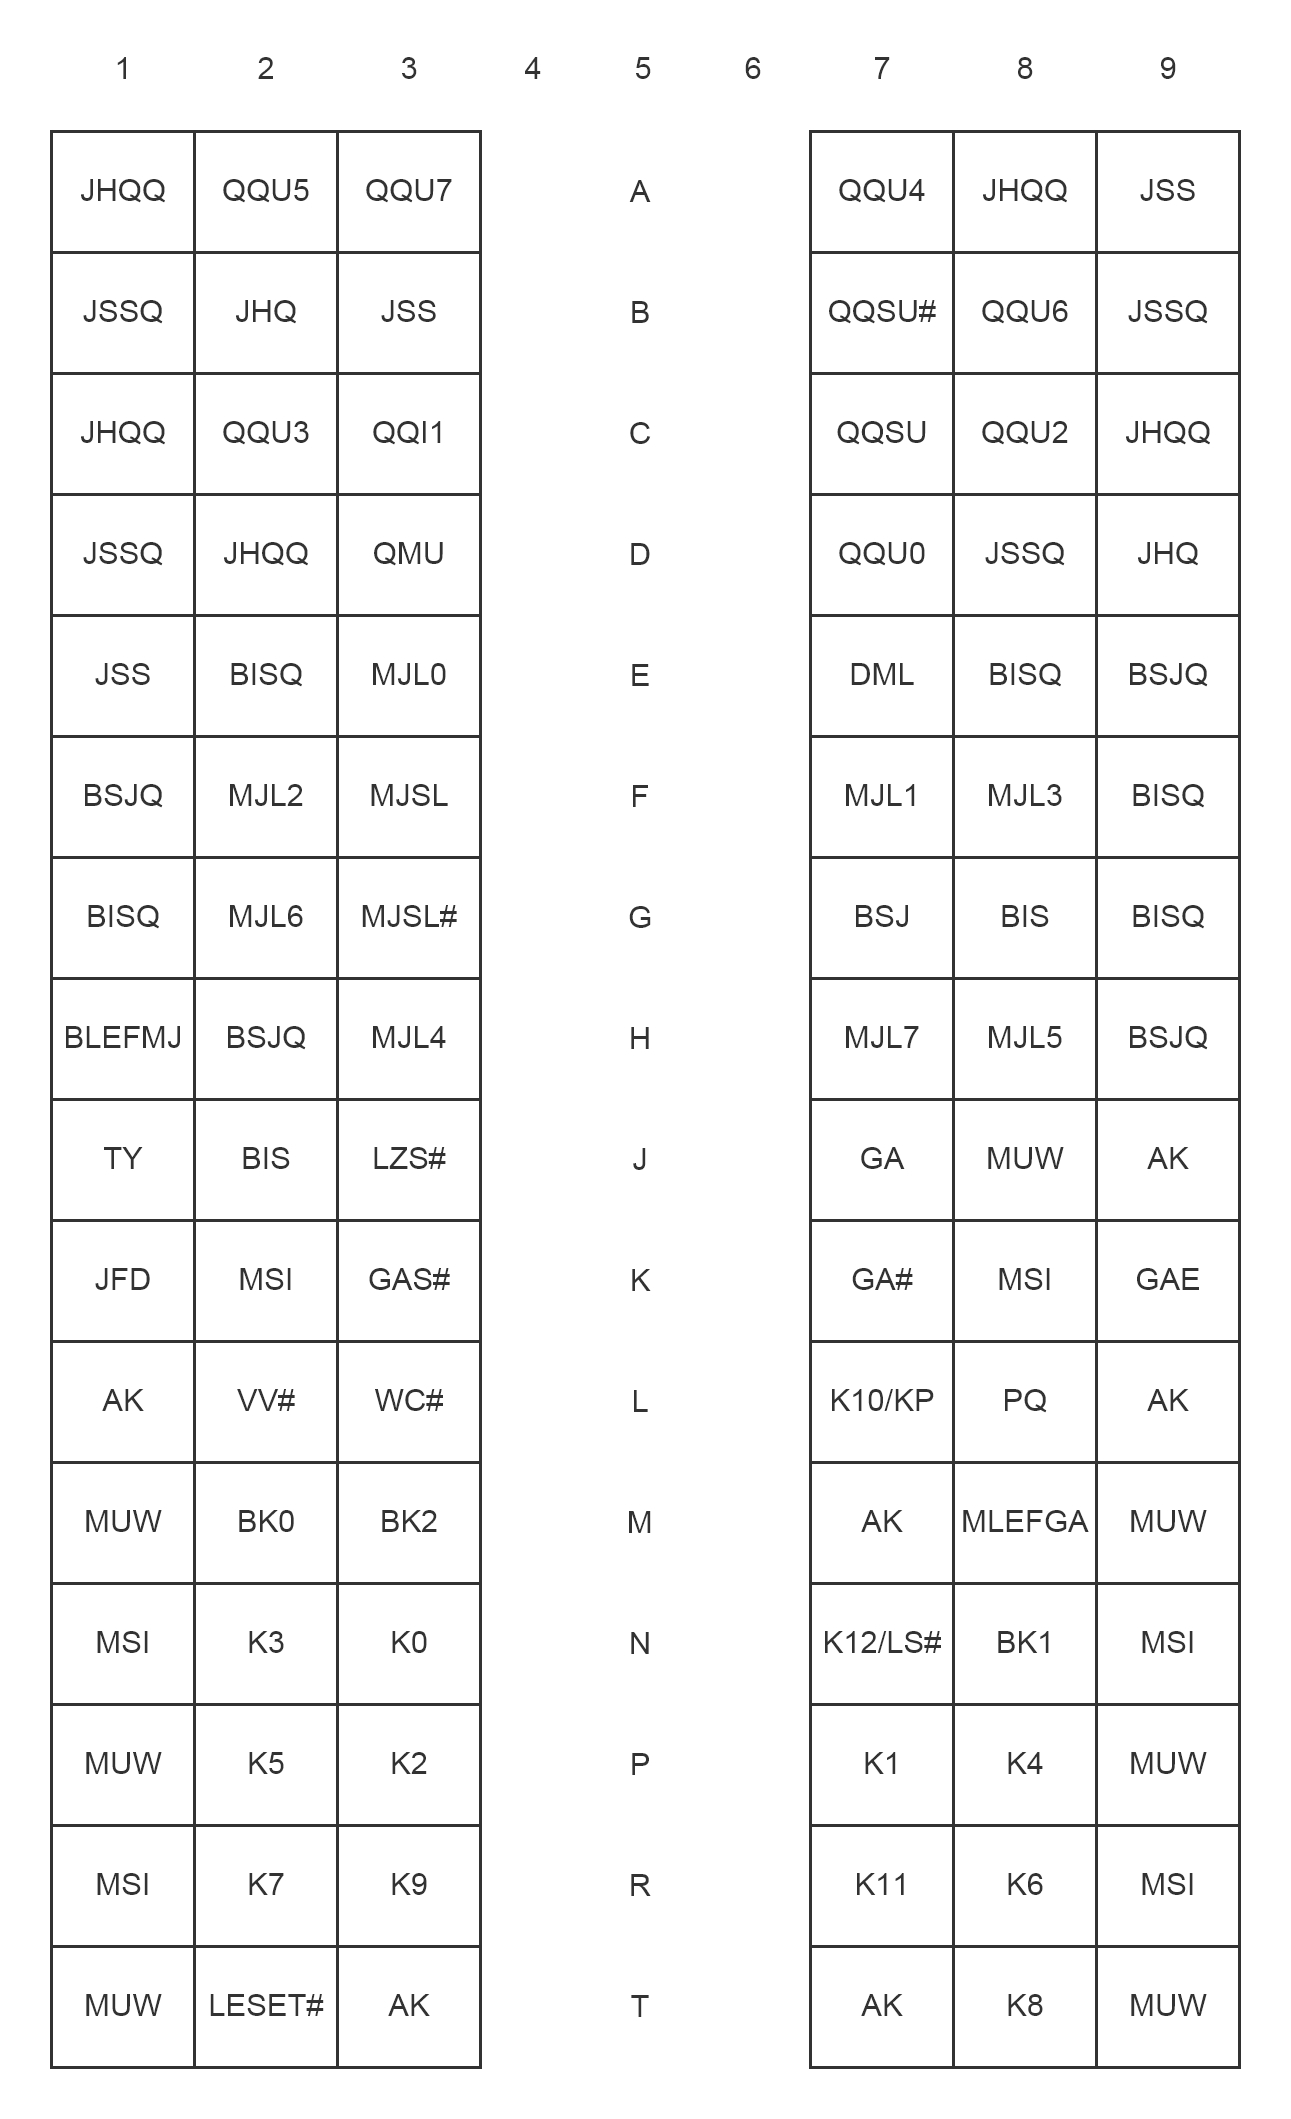 1 2 3 4 5 6 7 8 9
JHQQ QQU5 QQU7 A QQU4 JHQQ JSS
JSSQ JHQ JSS B QQSU# QQU6 JSSQ
JHQQ QQU3 QQI1 C QQSU QQU2 JHQQ
JSSQ JHQQ QMU D QQU0 JSSQ JHQ
JSS BISQ MJL0 E DML BISQ BSJQ
BSJQ MJL2 MJSL F MJL1 MJL3 BISQ
BISQ MJL6 MJSL# G BSJ BIS BISQ
BLEFMJ BSJQ MJL4 H MJL7 MJL5 BSJQ
TY BIS LZS# J GA MUW AK
JFD MSI GAS# K GA# MSI GAE
AK VV# WC# L K10/KP PQ AK
MUW BK0 BK2 M AK MLEFGA MUW
MSI K3 K0 N K12/LS# BK1 MSI
MUW K5 K2 P K1 K4 MUW
MSI K7 K9 R K11 K6 MSI
MUW LESET# AK T AK K8 MUW